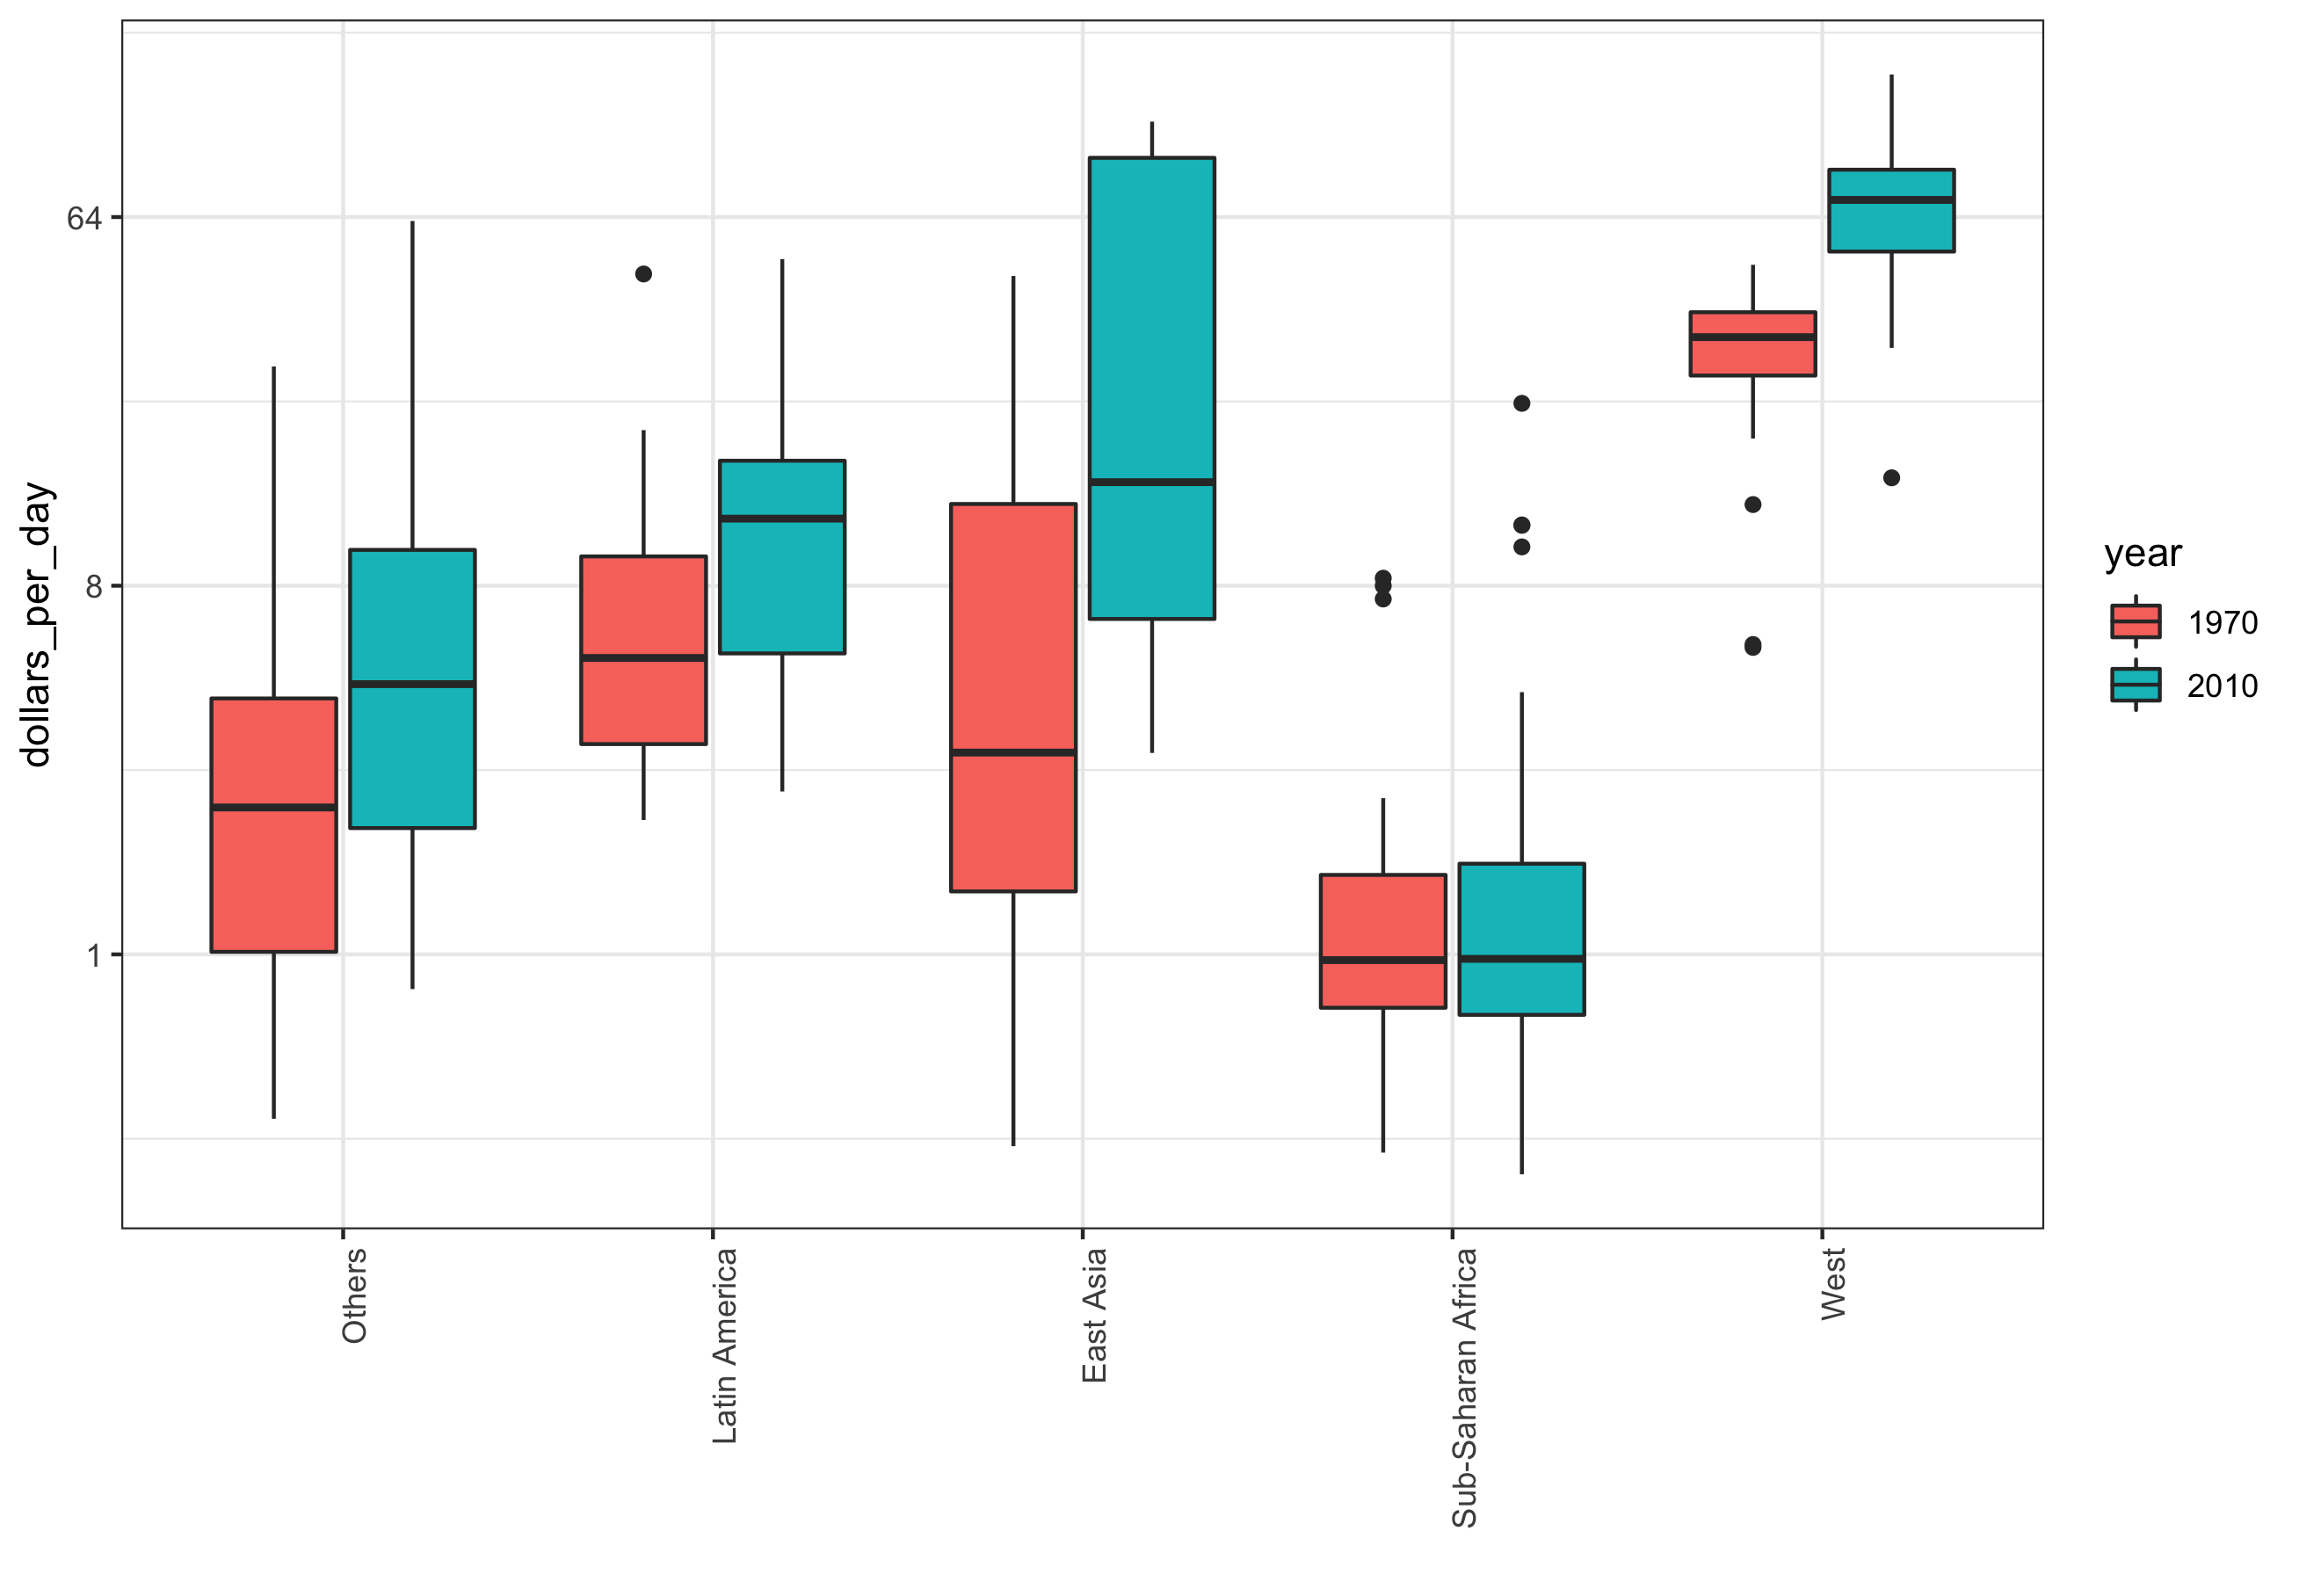 dollars_per_day
64
8
1
Others
Latin America
East Asia
Sub-Saharan Africa
West
year
1970
2010